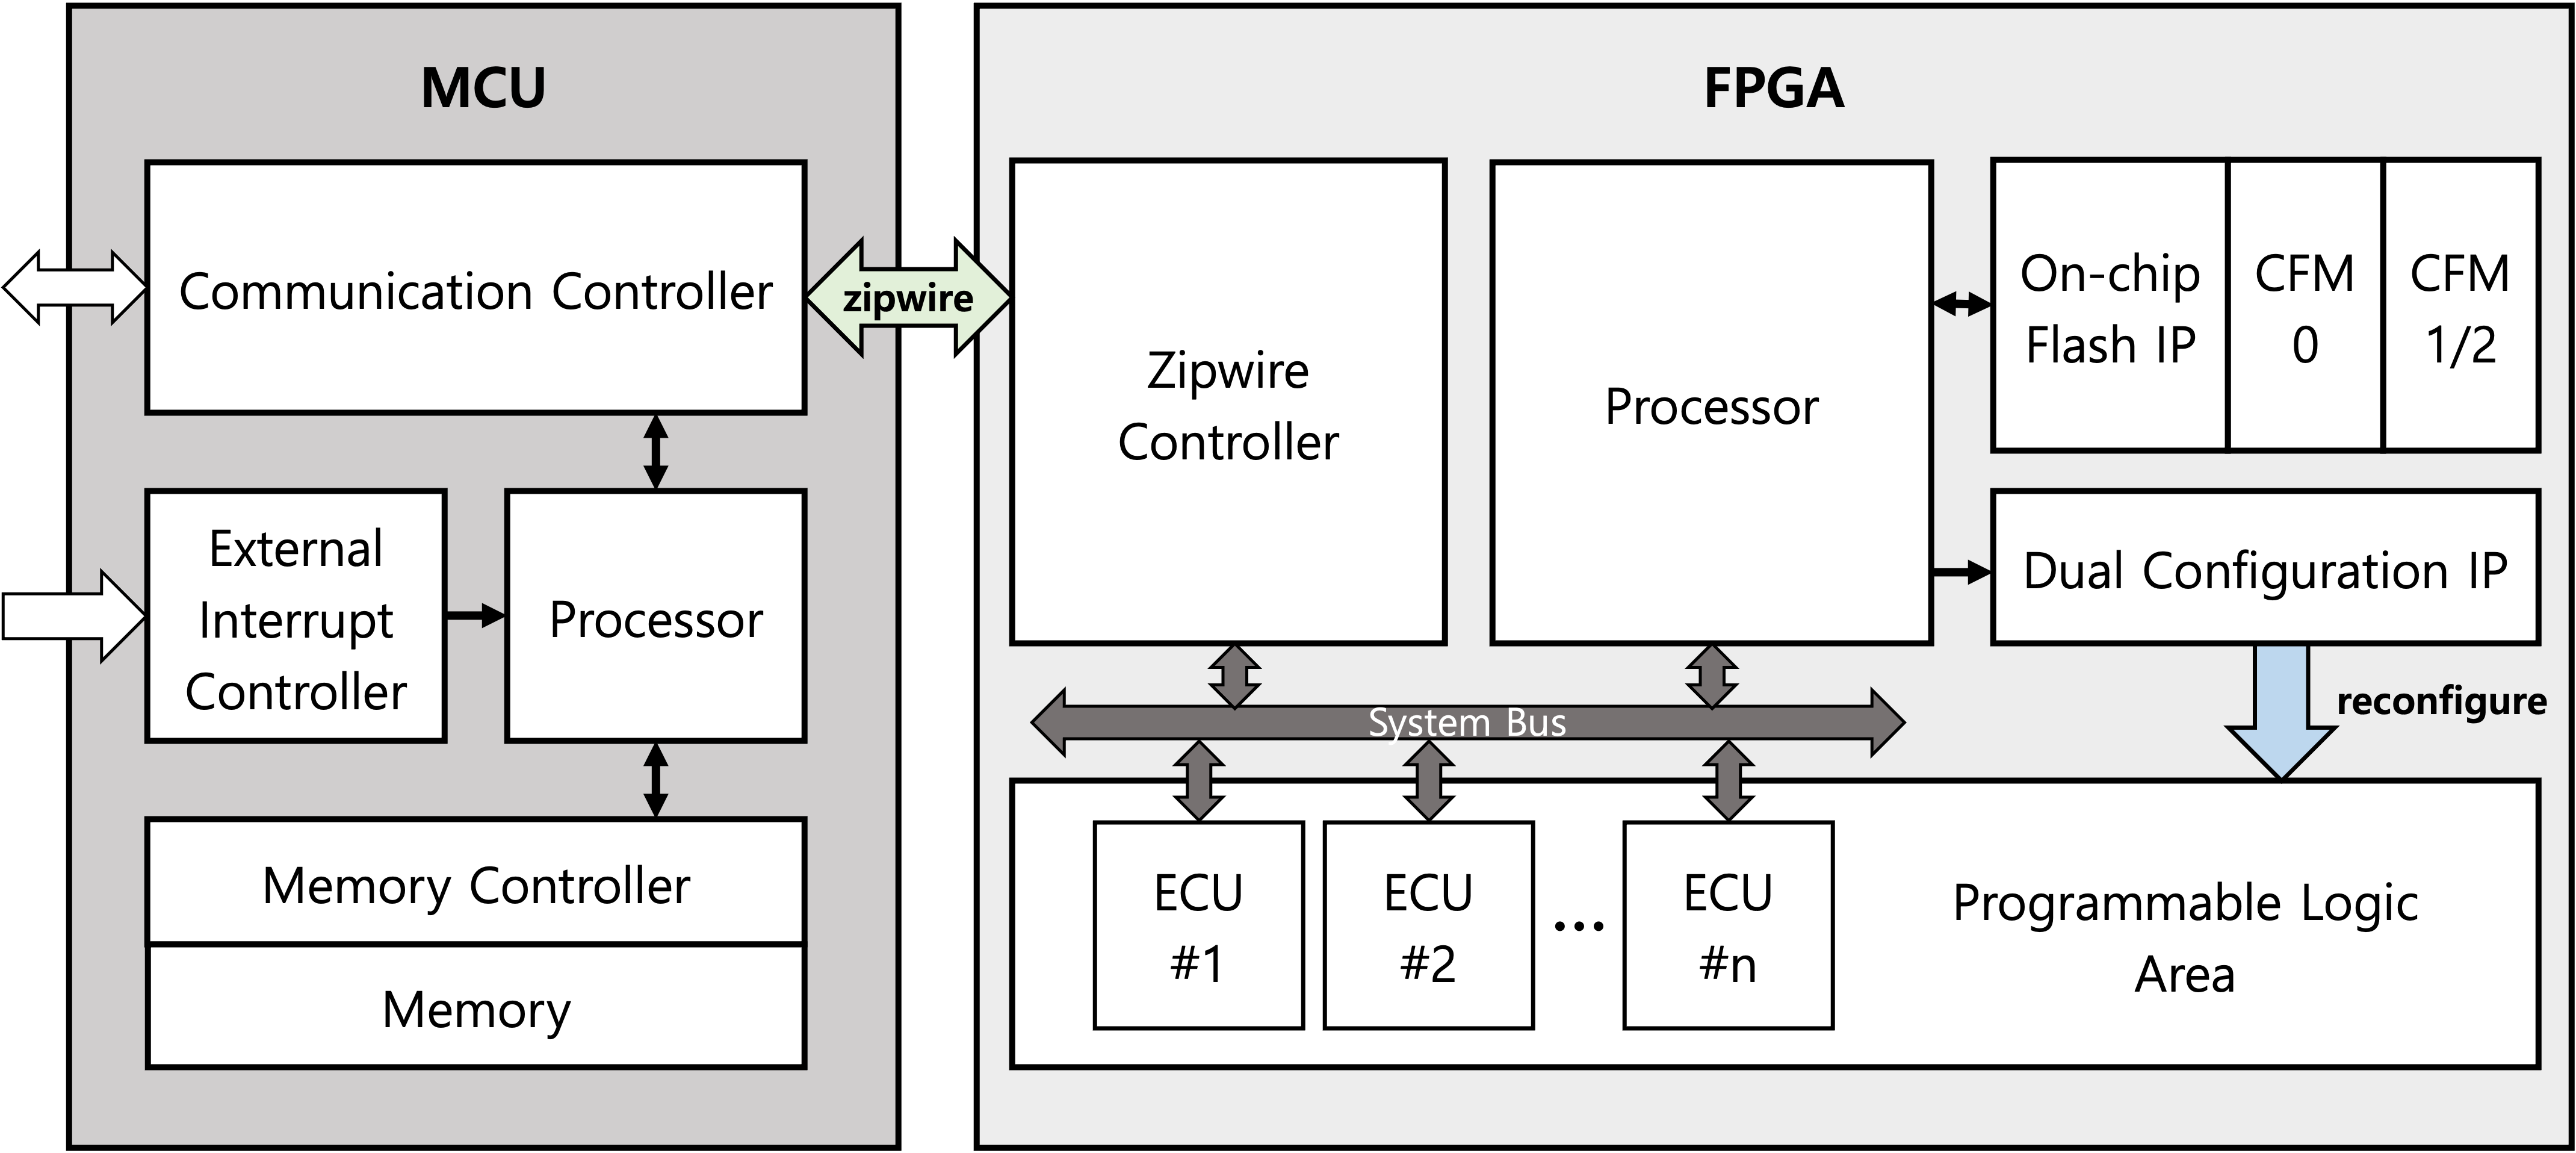 MCU
Communication Controller
External
Interrupt
Controller
Processor
Memory Controller
Memory
zipwire
FPGA
Zipwire
Controller
Processor
On-chip
Flash IP
CFM
0
CFM
1/2
Dual Configuration IP
reconfigure
System Bus
ECU
#1
ECU
#2
...
ECU
#n
Programmable Logic
Area